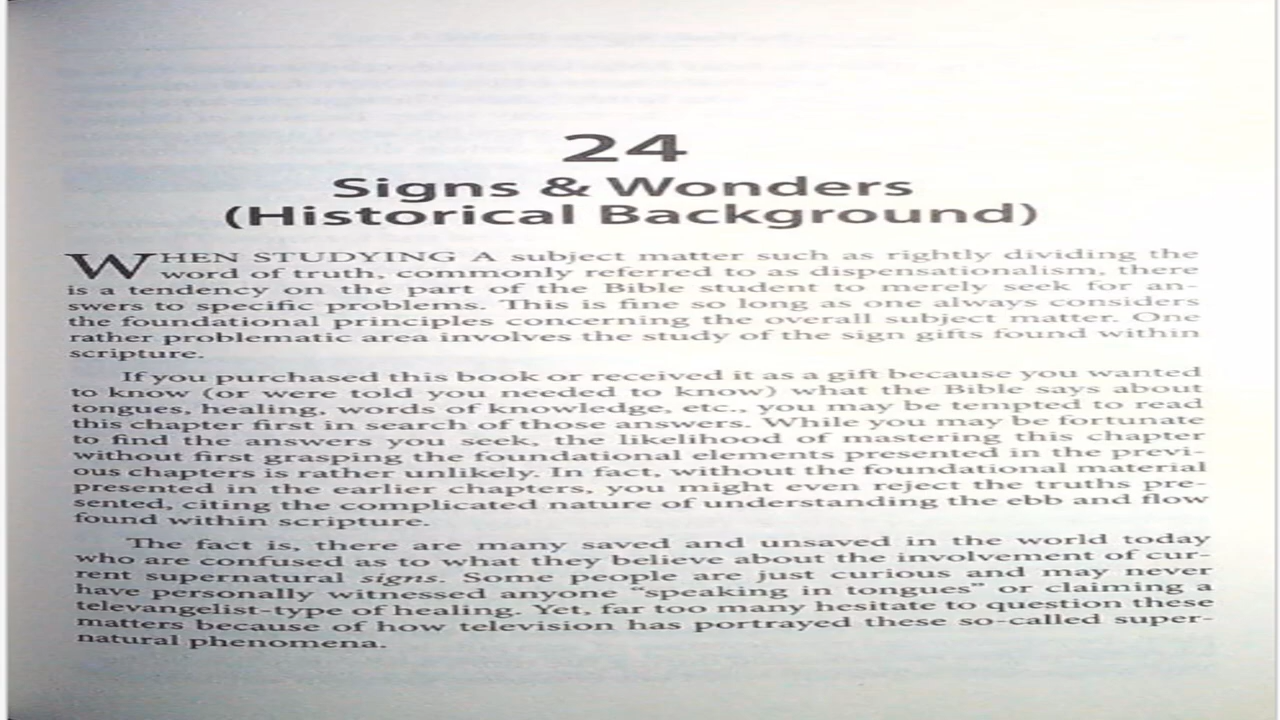 24
Signs & Wonders
(Historical Background)
WHEN STUDYING A subject matter such as rightly dividing the
word of truth, commonly referred to as dispensationalism, there
is a tendency on the part of the Bible student to merely seek for an-
swers to specific problems. This is fine so long as one always considers
the foundational principles concerning the overall subject matter. One
rather problematic area involves the study of the sign gifts found within
scripture.
If you purchased this book or received it as a gift because you wanted
to know (or were told you needed to know) what the Bible says about
tongues, healing, words of knowledge, etc., you may be tempted to read
this chapter first in search of those answers. While you may be fortunate
to find the answers you seek, the likelihood of mastering this chapter
without first grasping the foundational elements presented in the previ-
ous chapters is rather unlikely. In fact, without the foundational material
presented in the earlier chapters, you might even reject the truths pre-
sented, citing the complicated nature of understanding the ebb and flow
found within scripture.
The fact is, there are many saved and unsaved in the world today
who are confused as to what they believe about the involvement of cur-
rent supernatural signs. Some people are just curious and may never
have personally witnessed anyone “speaking in tongues” or claiming a
televangelist-type of healing. Yet, far too many hesitate to question these
matters because of how television has portrayed these so-called super-
natural phenomena.